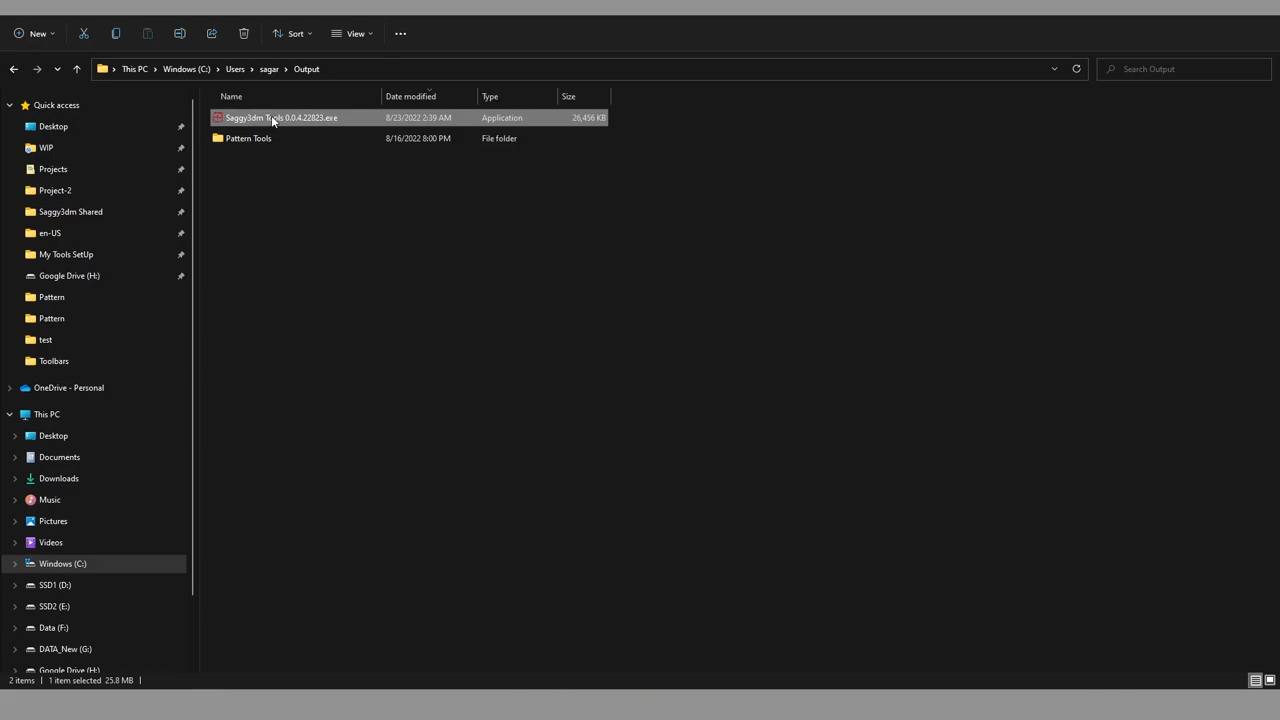 New
Sort
View
This PC
Windows (C:)
Users
sagar
Output
Search Output
Name
Date modified
Type
Size
Saggy3dm Tools 0.0.4.22823.exe
8/23/2022 2:39 AM
Application
26,456 KB
Pattern Tools
8/16/2022 8:00 PM
File folder
Quick access
Desktop
WIP
Projects
Project-2
Saggy3dm Shared
en-US
My Tools SetUp
Google Drive (H:)
Pattern
Pattern
test
Toolbars
OneDrive - Personal
This PC
Desktop
Documents
Downloads
Music
Pictures
Videos
Windows (C:)
SSD1 (D:)
SSD2 (E:)
Data (F:)
DATA_New (G:)
Google Drive (H:)
2 items
1 item selected 25.8 MB